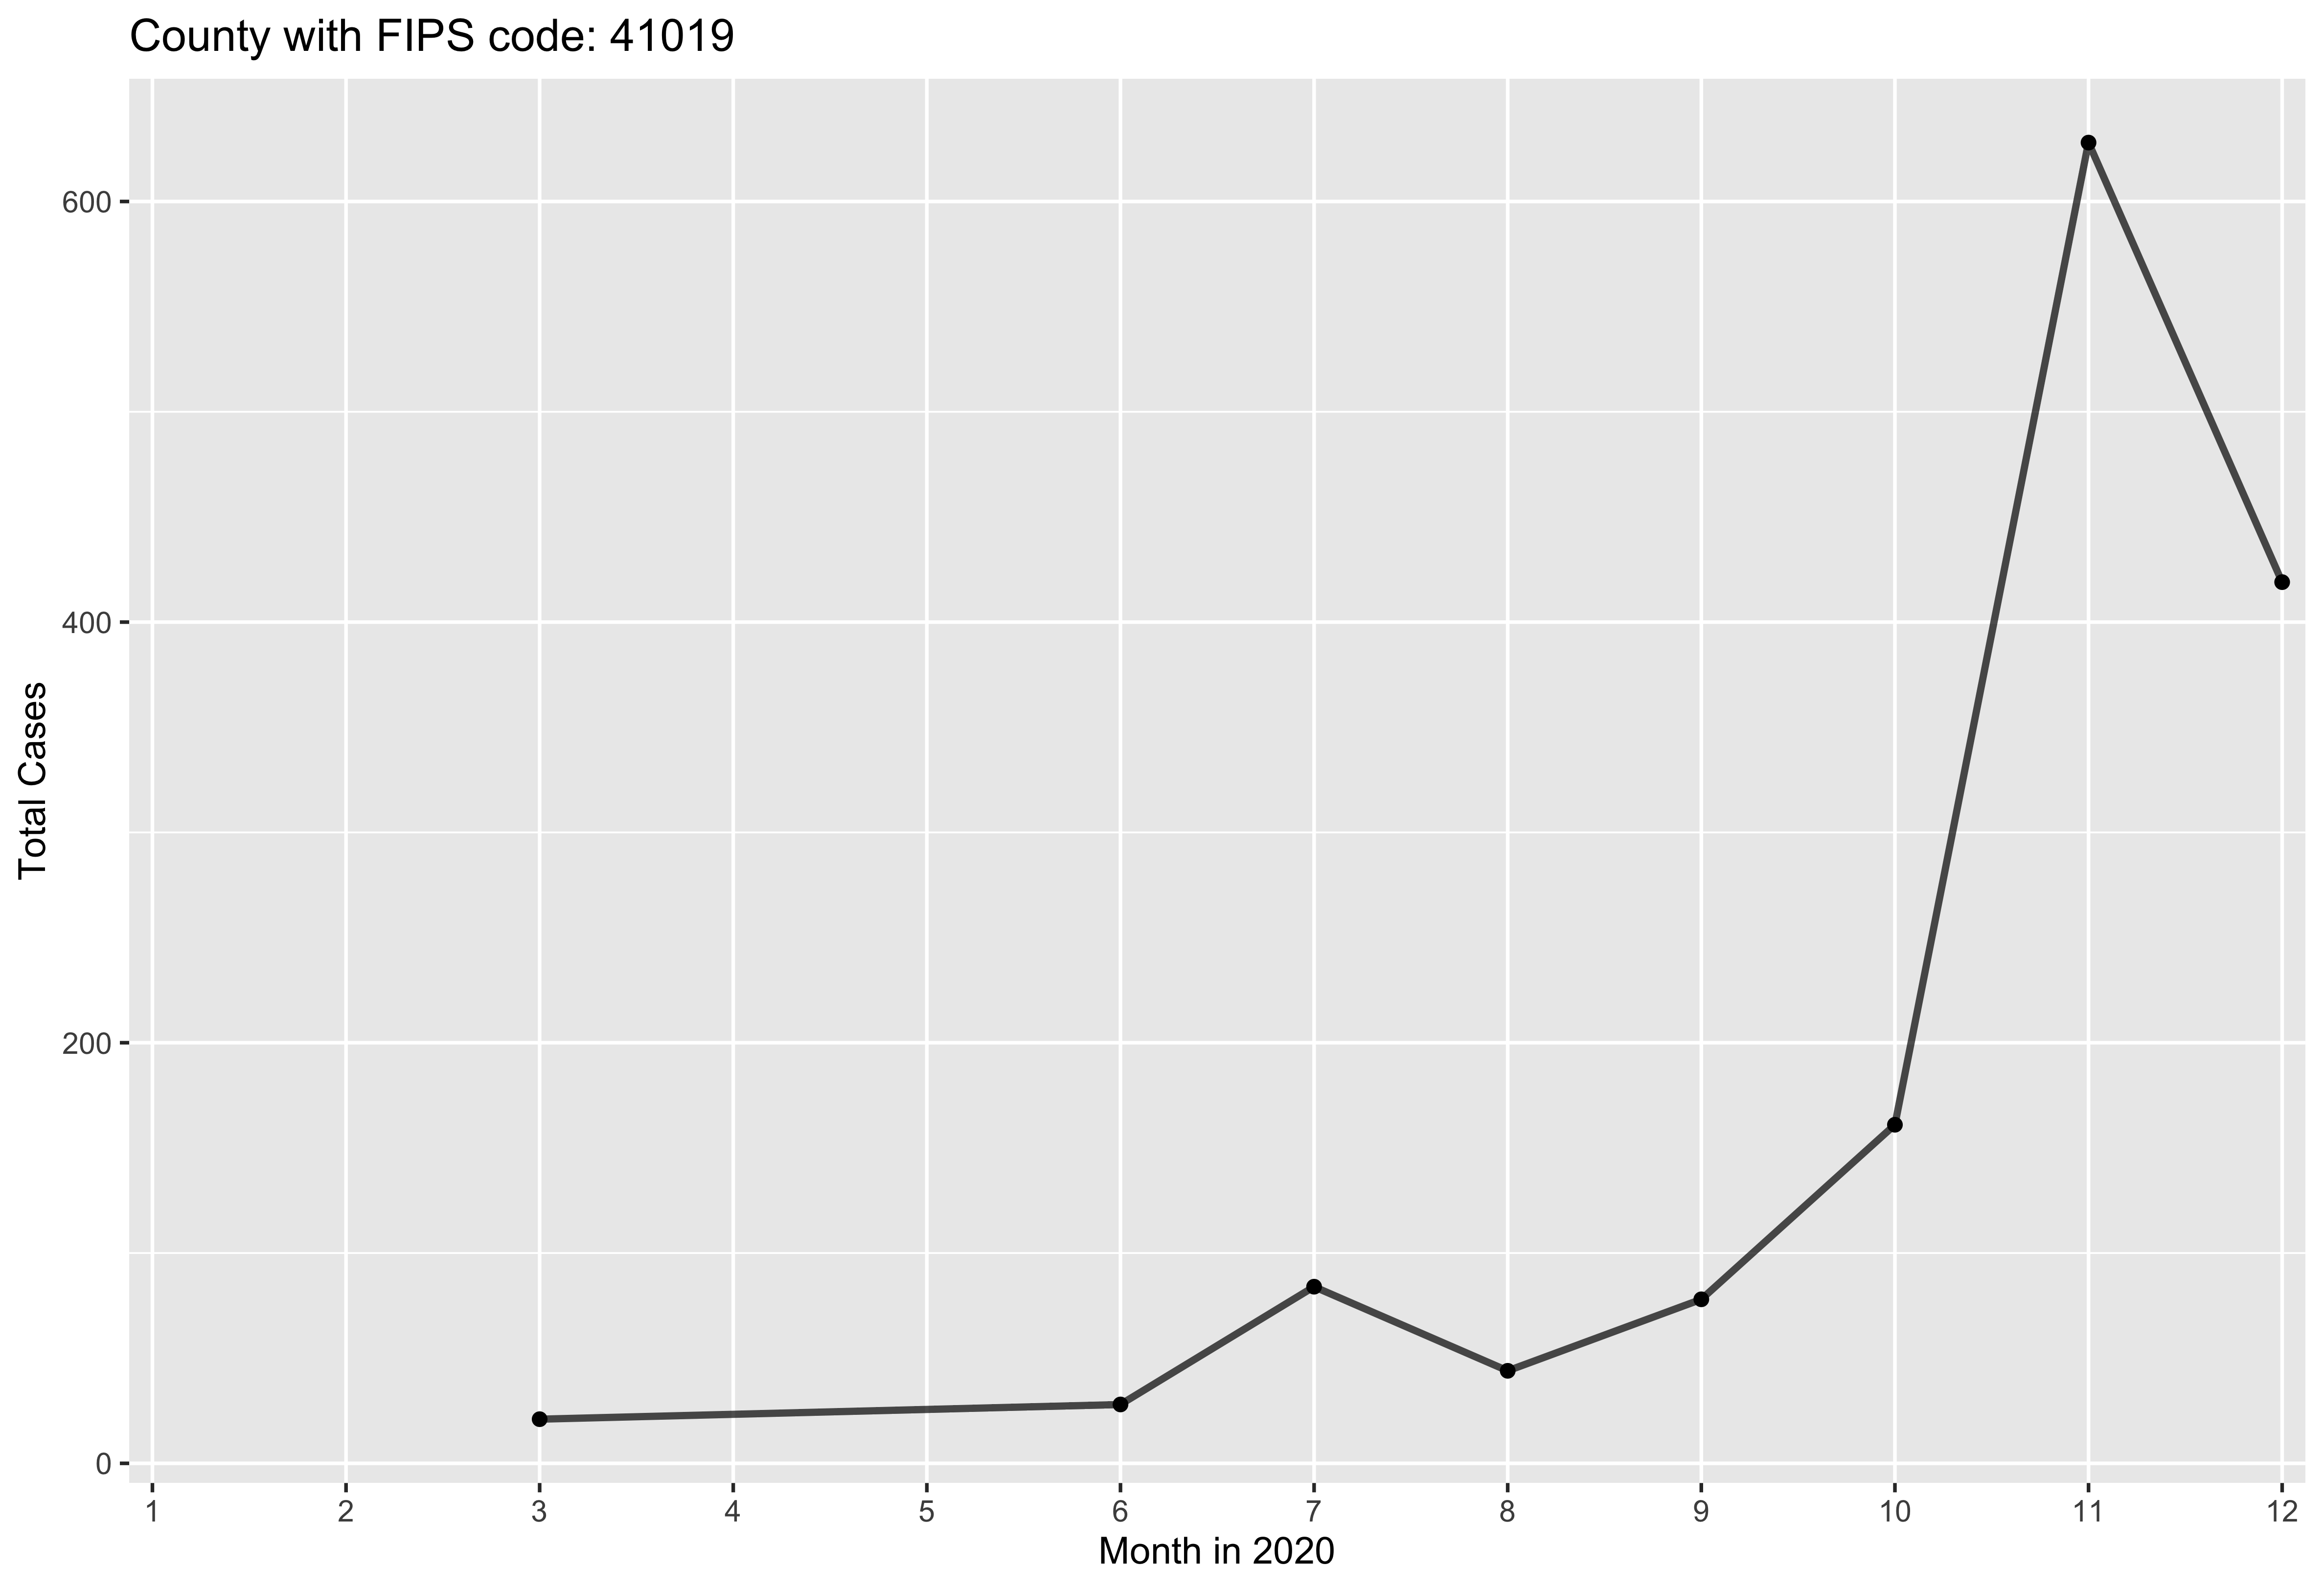 County with FIPS code: 41019
Total Cases
600
400
200
0
1 2 3 4 5 6 7 8 9 10 11 12
Month in 2020